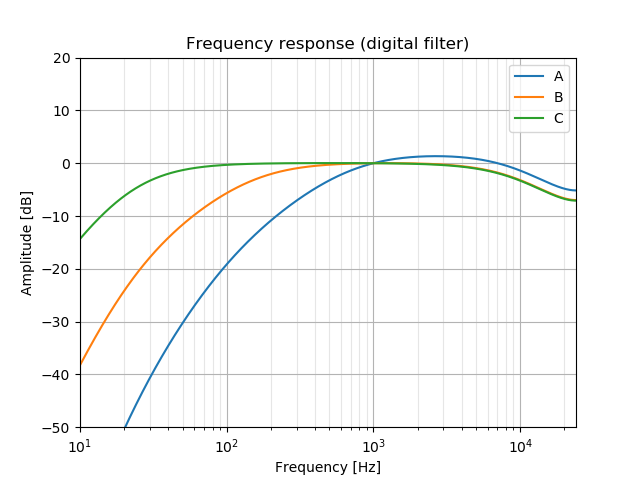 Frequency response (digital filter)
20
10
0
−10
−20
−30
−40
−50
Amplitude [dB]
A
B
C
10¹
10²
10³
10⁴
Frequency [Hz]